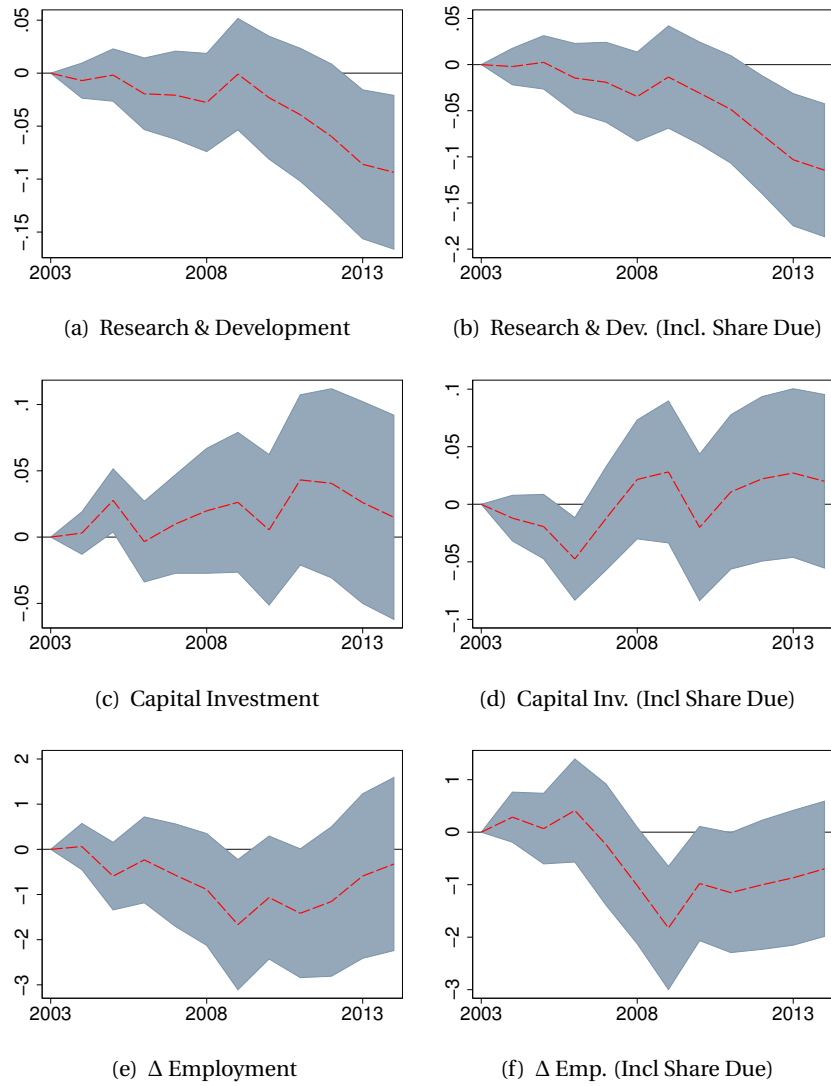 .05
0
-.05
-.1
-.15
2003 2008 2013
(a) Research & Development
.05
0
-.05
-.1
-.15
-.2
2003 2008 2013
(b) Research & Dev. (Incl. Share Due)
.1
.05
0
-.05
2003 2008 2013
(c) Capital Investment
.1
.05
0
-.05
-.1
2003 2008 2013
(d) Capital Inv. (Incl Share Due)
2
1
0
-1
-2
-3
2003 2008 2013
(e) Δ Employment
1
0
-1
-2
-3
2003 2008 2013
(f) Δ Emp. (Incl Share Due)